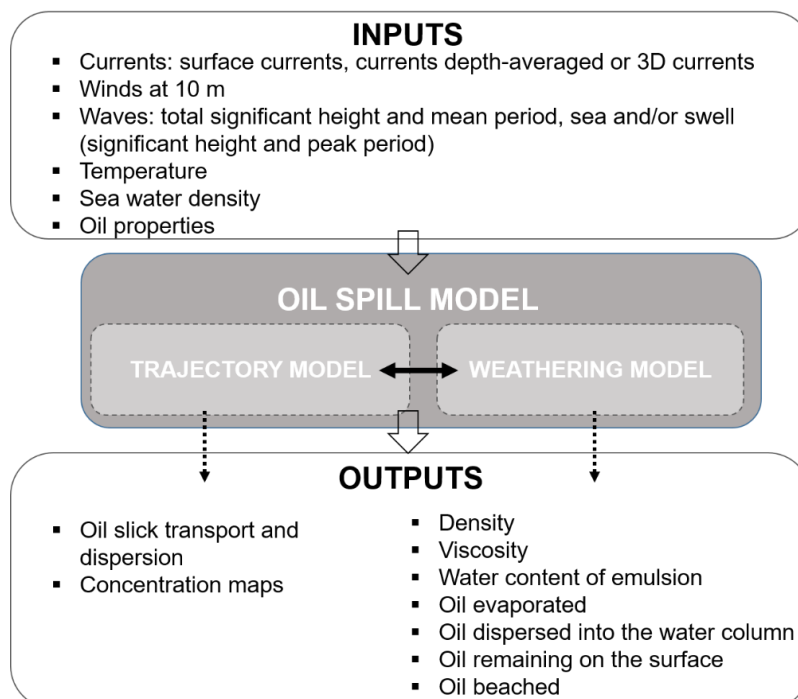 INPUTS
▪ Currents: surface currents, currents depth-averaged or 3D currents
▪ Winds at 10 m
▪ Waves: total significant height and mean period, sea and/or swell
(significant height and peak period)
▪ Temperature
▪ Sea water density
▪ Oil properties
OIL SPILL MODEL
TRAJECTORY MODEL
WEATHERING MODEL
OUTPUTS
▪ Oil slick transport and
dispersion
▪ Concentration maps
▪ Density
▪ Viscosity
▪ Water content of emulsion
▪ Oil evaporated
▪ Oil dispersed into the water column
▪ Oil remaining on the surface
▪ Oil beached